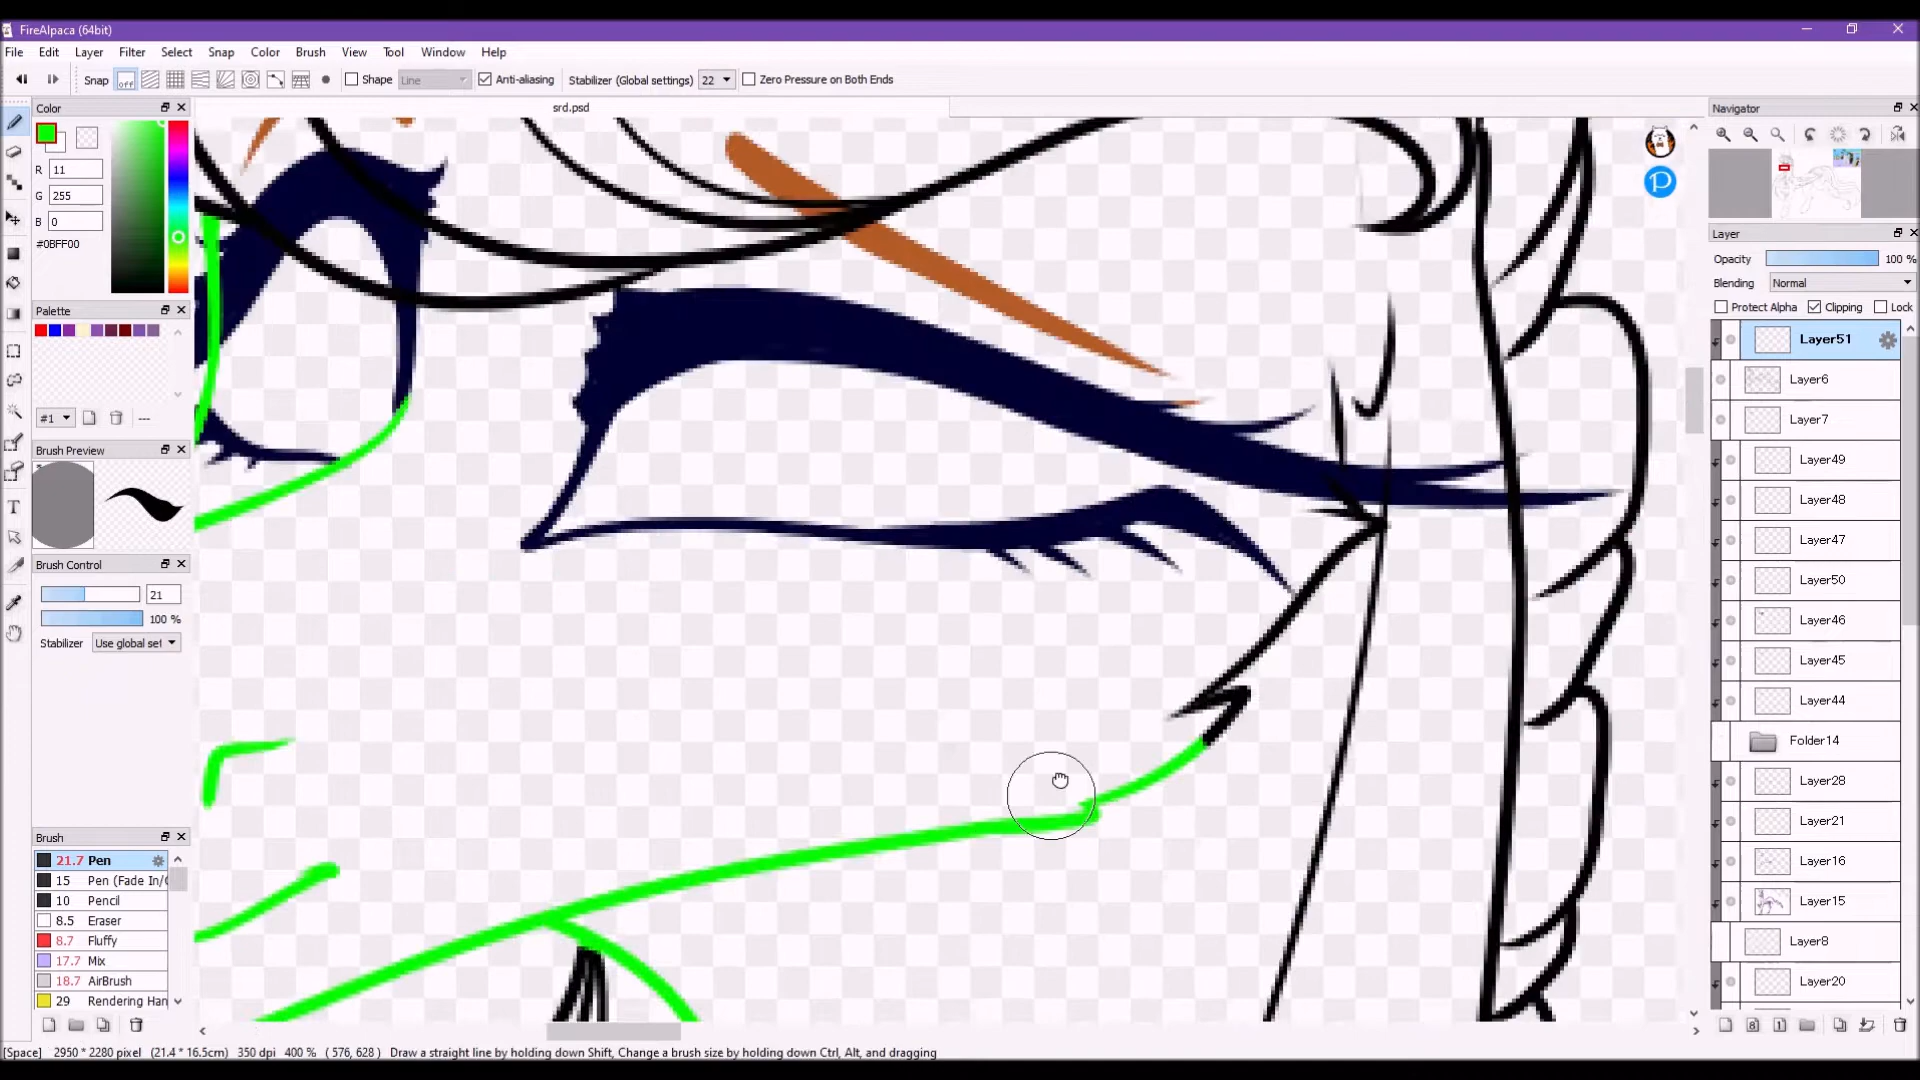 FireAlpaca (64bit)
File Edit Layer Filter Select Snap Color Brush View Tool Window Help
Snap off Shape Line Anti-aliasing Stabilizer (Global settings) 22 Zero Pressure on Both Ends
srd.psd
Color
R 11
G 255
B 0
#0BFF00
Palette
#1 ---
Brush Preview
Brush Control
21
100 %
Stabilizer Use global set
Brush
21.7 Pen
15 Pen (Fade In/
10 Pencil
8.5 Eraser
8.7 Fluffy
17.7 Mix
18.7 AirBrush
29 Rendering Han
Navigator
Layer
Opacity 100 %
Blending Normal
Protect Alpha Clipping Lock
Layer51
Layer6
Layer7
Layer49
Layer48
Layer47
Layer50
Layer46
Layer45
Layer44
Folder14
Layer28
Layer21
Layer16
Layer15
Layer8
Layer20
[Space] 2950 * 2280 pixel (21.4 * 16.5cm) 350 dpi 400 % ( 576, 628 ) Draw a straight line by holding down Shift, Change a brush size by holding down Ctrl, Alt, and dragging